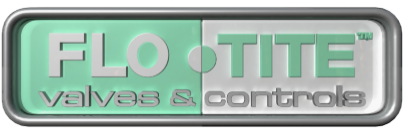 FLO•TITE™
valves & controls